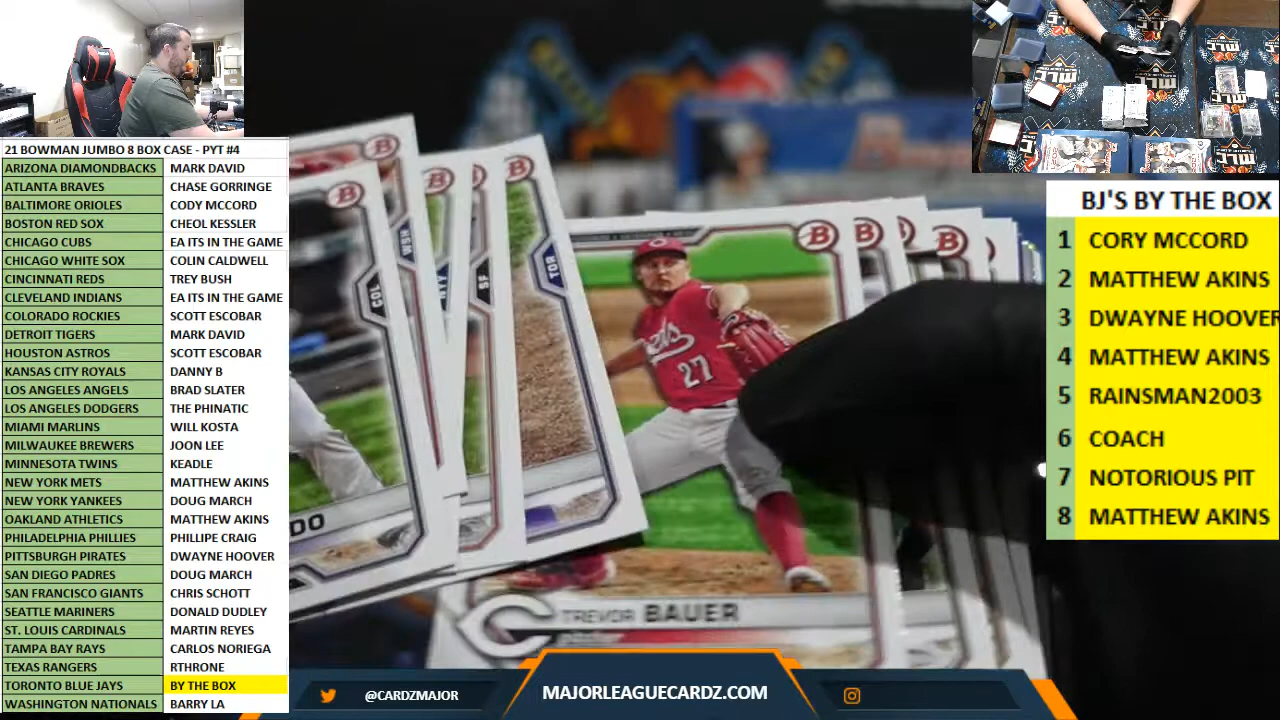 21 BOWMAN JUMBO 8 BOX CASE - PYT #4
ARIZONA DIAMONDBACKS MARK DAVID
ATLANTA BRAVES CHASE GORRINGE
BALTIMORE ORIOLES CODY MCCORD
BOSTON RED SOX CHEOL KESSLER
CHICAGO CUBS EA ITS IN THE GAME
CHICAGO WHITE SOX COLIN CALDWELL
CINCINNATI REDS TREY BUSH
CLEVELAND INDIANS EA ITS IN THE GAME
COLORADO ROCKIES SCOTT ESCOBAR
DETROIT TIGERS MARK DAVID
HOUSTON ASTROS SCOTT ESCOBAR
KANSAS CITY ROYALS DANNY B
LOS ANGELES ANGELS BRAD SLATER
LOS ANGELES DODGERS THE PHINATIC
MIAMI MARLINS WILL KOSTA
MILWAUKEE BREWERS JOON LEE
MINNESOTA TWINS KEADLE
NEW YORK METS MATTHEW AKINS
NEW YORK YANKEES DOUG MARCH
OAKLAND ATHLETICS MATTHEW AKINS
PHILADELPHIA PHILLIES PHILLIPE CRAIG
PITTSBURGH PIRATES DWAYNE HOOVER
SAN DIEGO PADRES DOUG MARCH
SAN FRANCISCO GIANTS CHRIS SCHOTT
SEATTLE MARINERS DONALD DUDLEY
ST. LOUIS CARDINALS MARTIN REYES
TAMPA BAY RAYS CARLOS NORIEGA
TEXAS RANGERS RTHRONE
TORONTO BLUE JAYS BY THE BOX
WASHINGTON NATIONALS BARRY LA
COL
WSH
NYY
SF
TOR
DO
B
B
B
B
B
B
B
eds
27
TREVOR BAUER
pitcher
MLC
BJ'S BY THE BOX
1 CORY MCCORD
2 MATTHEW AKINS
3 DWAYNE HOOVER
4 MATTHEW AKINS
5 RAINSMAN2003
6 COACH
7 NOTORIOUS PIT
8 MATTHEW AKINS
@CARDZMAJOR
MAJORLEAGUECARDZ.COM